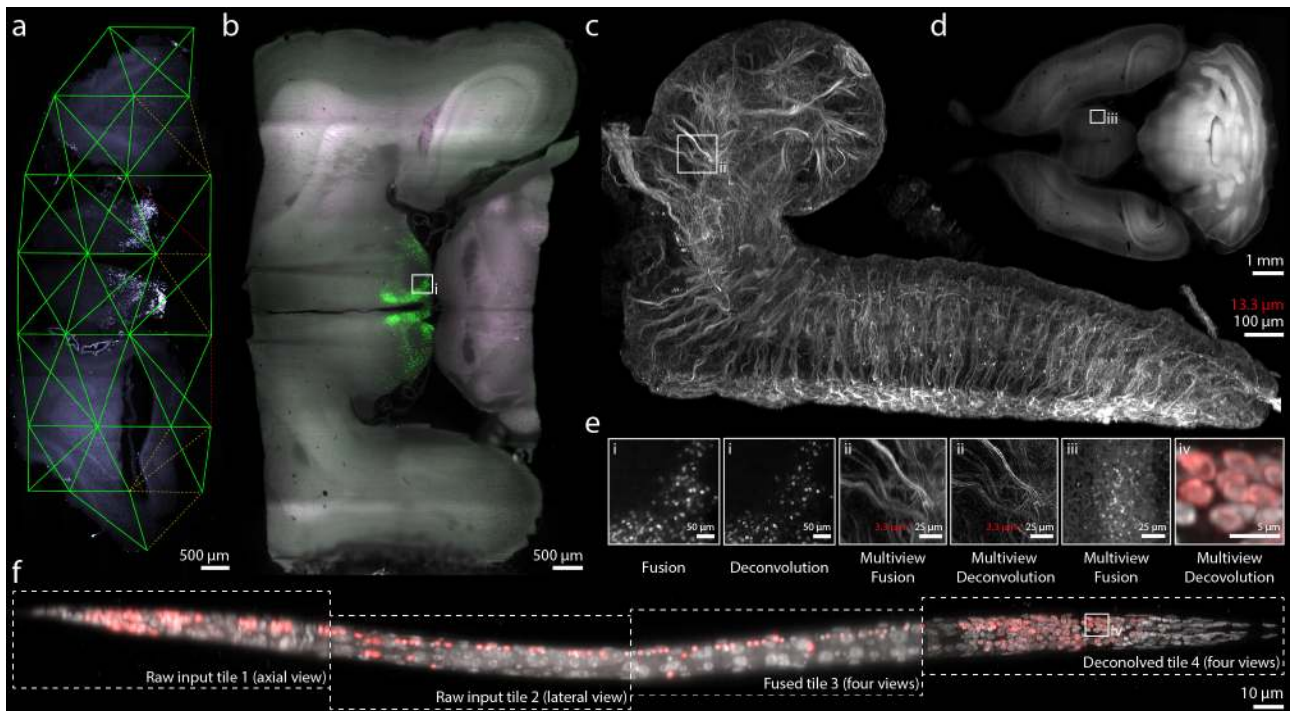 a
b
c
d
ii
iii
i
1 mm
13.3 µm
100 µm
500 µm
500 µm
e
i
i
ii
ii
iii
iv
50 µm
50 µm
3.3 µm
25 µm
3.3 µm
25 µm
25 µm
5 µm
Fusion
Deconvolution
Multiview
Fusion
Multiview
Deconvolution
Multiview
Fusion
Multiview
Decovolution
f
iv
Raw input tile 1 (axial view)
Raw input tile 2 (lateral view)
Fused tile 3 (four views)
Deconolved tile 4 (four views)
10 µm